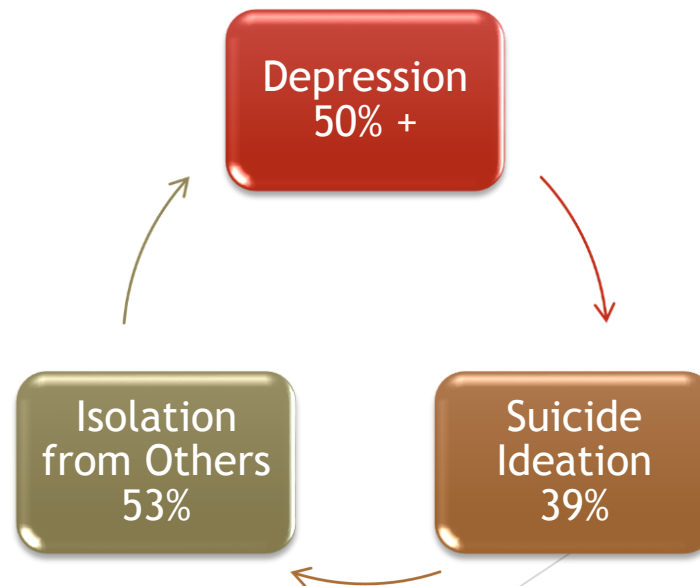 Depression
50% +
Isolation
from Others
53%
Suicide
Ideation
39%